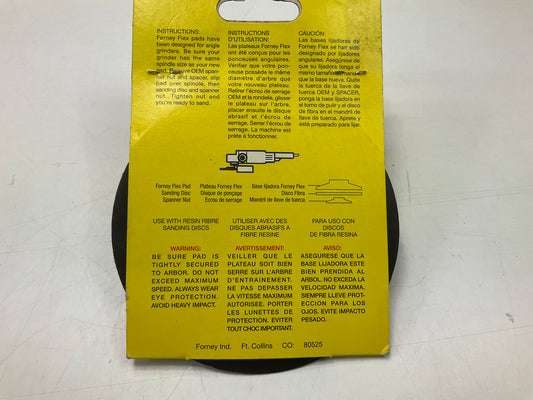 INSTRUCTIONS:
Forney Flex pads have
been designed for angle
grinders. Be sure your
grinder has the same
spindle size as your new
pad. Remove OEM span-
ner nut and spacer, slip
pad over spindle, then
sanding disc and spanner
nut. Tighten nut and
you're ready to sand.
INSTRUCTIONS
D'UTILISATION:
Les plateaux Forney Flex
ont été conçus pour les
ponceuses angulaires.
Vérifier que votre pon-
ceuse possède le même
diamètre d'arbre que
votre nouveau plateau.
Retirer l'écrou de serrage
OEM et la rondelle, glisser
le plateau sur l'arbre,
placer ensuite le disque
abrasif et l'écrou de
serrage. Serrer l'écrou de
serrage. La machine est
prête à fonctionner.
CAUCIÓN:
Las bases lijadoras de
Forney Flex se han sido
designado por lijadores
angulares. Asegúrese de
que su lijadora tenga el
mismo tamaño mandril
que la base nueva. Quite
la tuerca de la llave de
tuerca OEM y SPACER,
ponga la base lijadora en
el torno de pulir y el disco
de fibra en el mandril de
llave de tuerca. Aprete y
está preparado para lijar.
Forney Flex Pad
Sanding Disc
Spanner Nut
Plateau Forney Flex
Disque de ponçage
Ecrou de serrage
Base lijadora Forney Flex
Disco Fibra
Mandril de llave de tuerca
USE WITH RESIN FIBRE
SANDING DISCS
UTILISER AVEC DES
DISQUES ABRASIFS A
FIBRE RESINE
PARA USO CON
DISCOS
DE FIBRA RESINA
WARNING:
BE SURE PAD IS
TIGHTLY SECURED
TO ARBOR. DO NOT
EXCEED MAXIMUM
SPEED. ALWAYS WEAR
EYE PROTECTION.
AVOID HEAVY IMPACT.
AVERTISSEMENT:
VEILLER QUE LE
PLATEAU SOIT BIEN
SERRE SUR L'ARBRE
D'ENTRAINEMENT.
NE PAS DEPASSER
LA VITESSE MAXIMUM
AUTORISEE. PORTER
LES LUNETTES DE
PROTECTION. EVITER
TOUT CHOC IMPORTANT.
AVISO:
ASEGURESE QUE LA
BASE LIJADORA ESTE
BIEN PRENDIDA AL
ARBOL. NO EXCEDA LA
VELOCIDAD MAXIMA.
SIEMPRE LLEVE PROT-
ECCION PARA LOS
OJOS. EVITE IMPACTO
PESADO.
Forney Ind. Ft. Collins CO: 80525